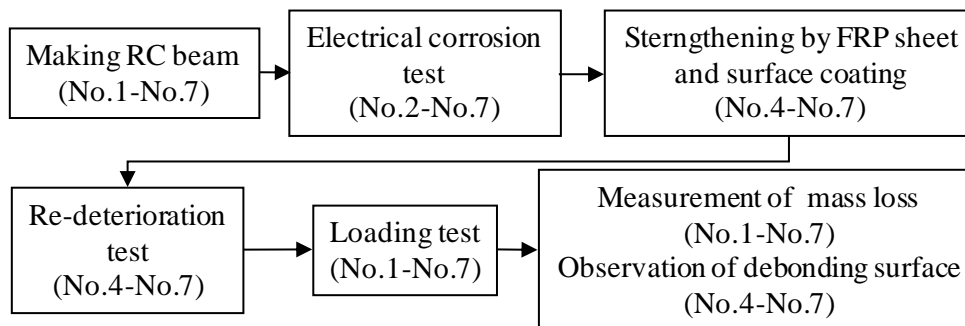 Making RC beam
(No.1-No.7)
Electrical corrosion
test
(No.2-No.7)
Sterngthening by FRP sheet
and surface coating
(No.4-No.7)
Re-deterioration
test
(No.4-No.7)
Loading test
(No.1-No.7)
Measurement of mass loss
(No.1-No.7)
Observation of debonding surface
(No.4-No.7)